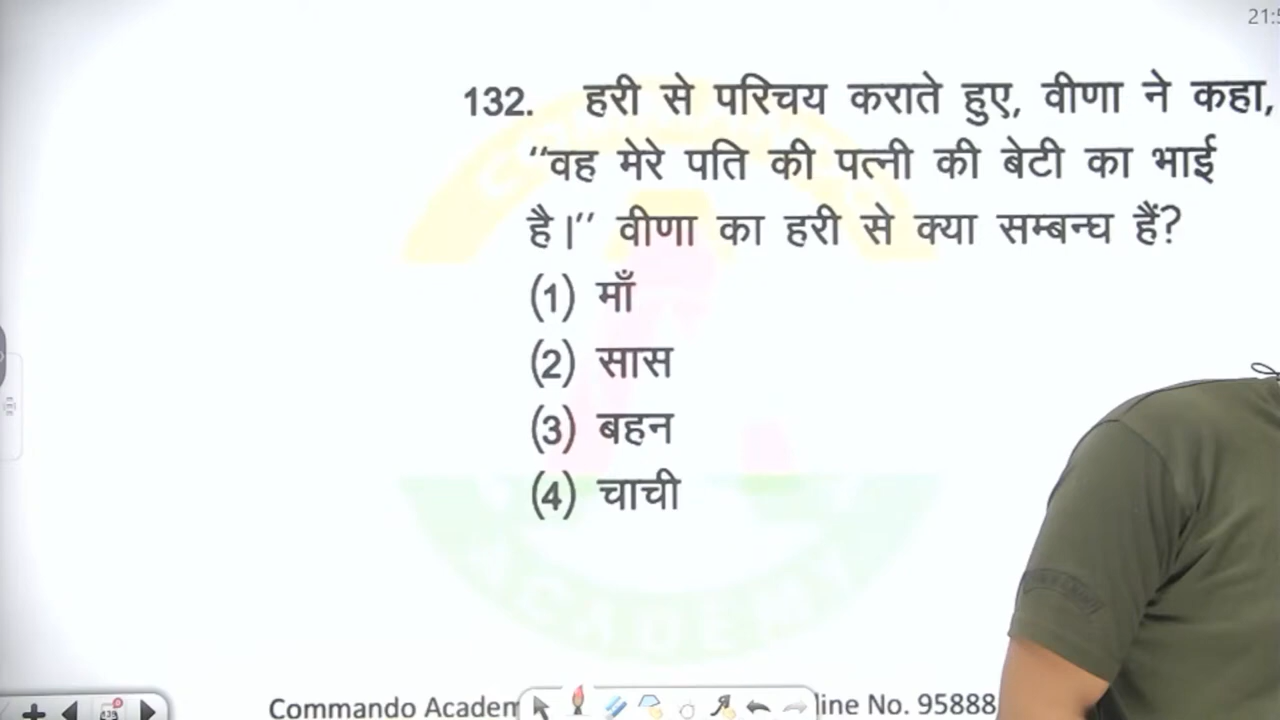 21:5
132. हरी से परिचय कराते हुए, वीणा ने कहा,
“वह मेरे पति की पत्नी की बेटी का भाई
है।” वीणा का हरी से क्या सम्बन्घ हैं?
(1) माँ
(2) सास
(3) बहन
(4) चाची
ACADEMY
Commando Academ line No. 95888